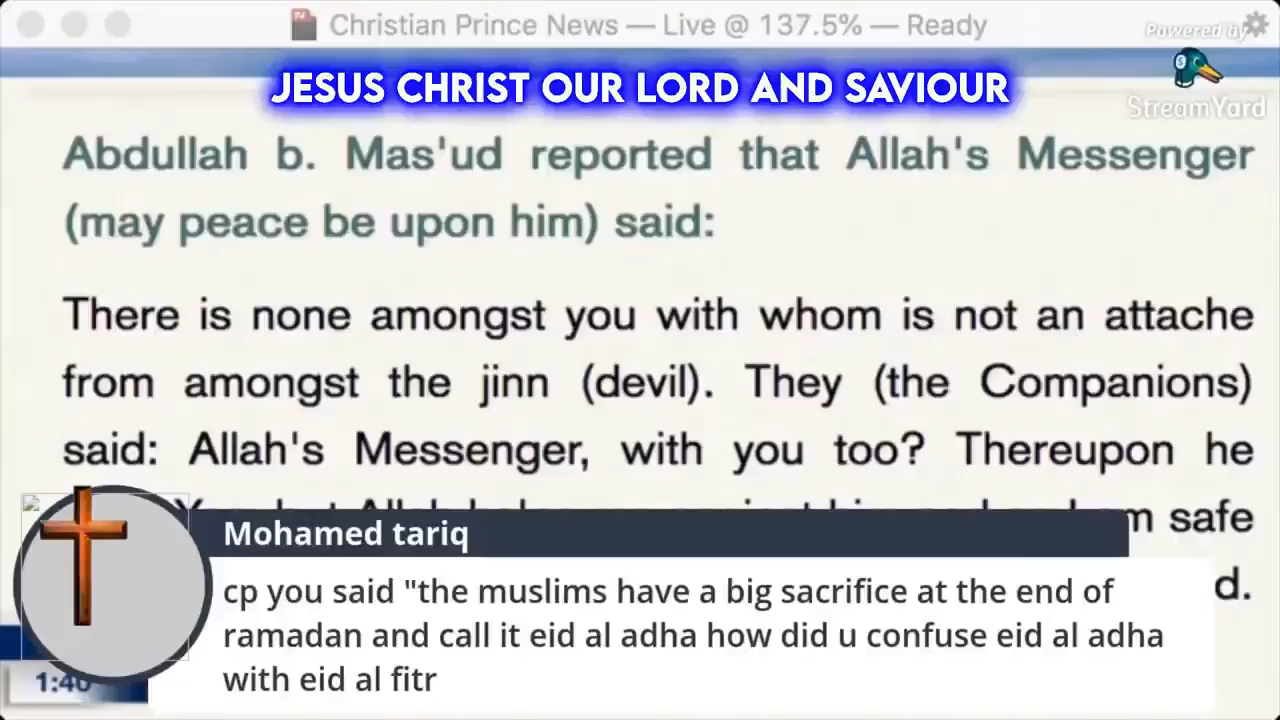 Christian Prince News — Live @ 137.5% — Ready
Powered by
StreamYard
JESUS CHRIST OUR LORD AND SAVIOUR
Abdullah b. Mas'ud reported that Allah's Messenger
(may peace be upon him) said:
There is none amongst you with whom is not an attache
from amongst the jinn (devil). They (the Companions)
said: Allah's Messenger, with you too? Thereupon he
safe
d.
Mohamed tariq
cp you said "the muslims have a big sacrifice at the end of
ramadan and call it eid al adha how did u confuse eid al adha
with eid al fitr
1:40